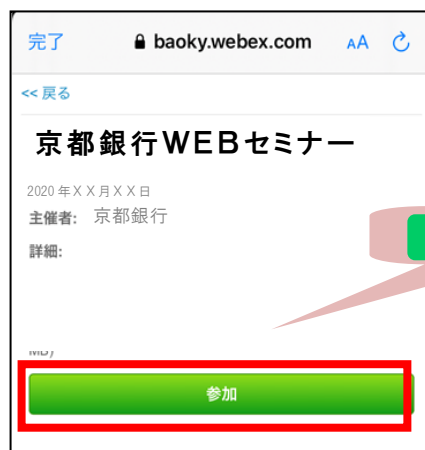 完了 baoky.webex.com AA
<< 戻る
京都銀行WEBセミナー
2020年XX月XX日
主催者: 京都銀行
詳細:
MB)
参加